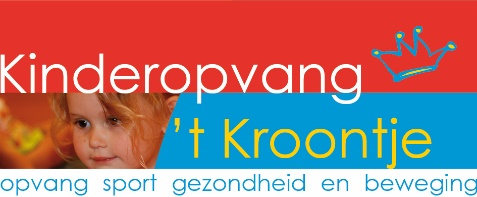 Kinderopvang
't Kroontje
opvang sport gezondheid en beweging